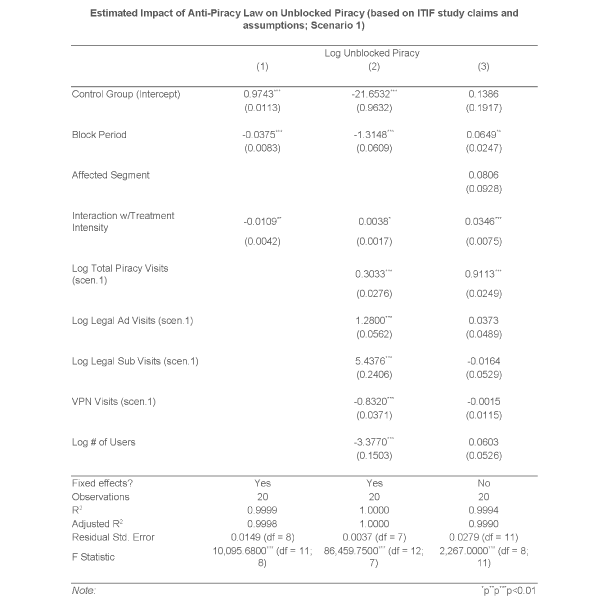 Estimated Impact of Anti-Piracy Law on Unblocked Piracy (based on ITIF study claims and
assumptions; Scenario 1)
Log Unblocked Piracy
(1) (2) (3)
Control Group (Intercept) 0.9743*** -21.6532*** 0.1386
(0.0113) (0.9632) (0.1917)
Block Period -0.0375*** -1.3148*** 0.0649**
(0.0083) (0.0609) (0.0247)
Affected Segment 0.0806
(0.0928)
Interaction w/Treatment
Intensity -0.0109** 0.0038* 0.0346***
(0.0042) (0.0017) (0.0075)
Log Total Piracy Visits
(scen.1) 0.3033*** 0.9113***
(0.0276) (0.0249)
Log Legal Ad Visits (scen.1) 1.2800*** 0.0373
(0.0562) (0.0489)
Log Legal Sub Visits (scen.1) 5.4376*** -0.0164
(0.2406) (0.0529)
VPN Visits (scen.1) -0.8320*** -0.0015
(0.0371) (0.0115)
Log # of Users -3.3770*** 0.0603
(0.1503) (0.0526)
Fixed effects? Yes Yes No
Observations 20 20 20
R² 0.9999 1.0000 0.9994
Adjusted R² 0.9998 1.0000 0.9990
Residual Std. Error 0.0149 (df = 8) 0.0037 (df = 7) 0.0279 (df = 11)
F Statistic 10,095.6800*** (df = 11; 86,459.7500*** (df = 12; 2,267.0000*** (df = 8;
8) 7) 11)
Note: *p**p***p<0.01